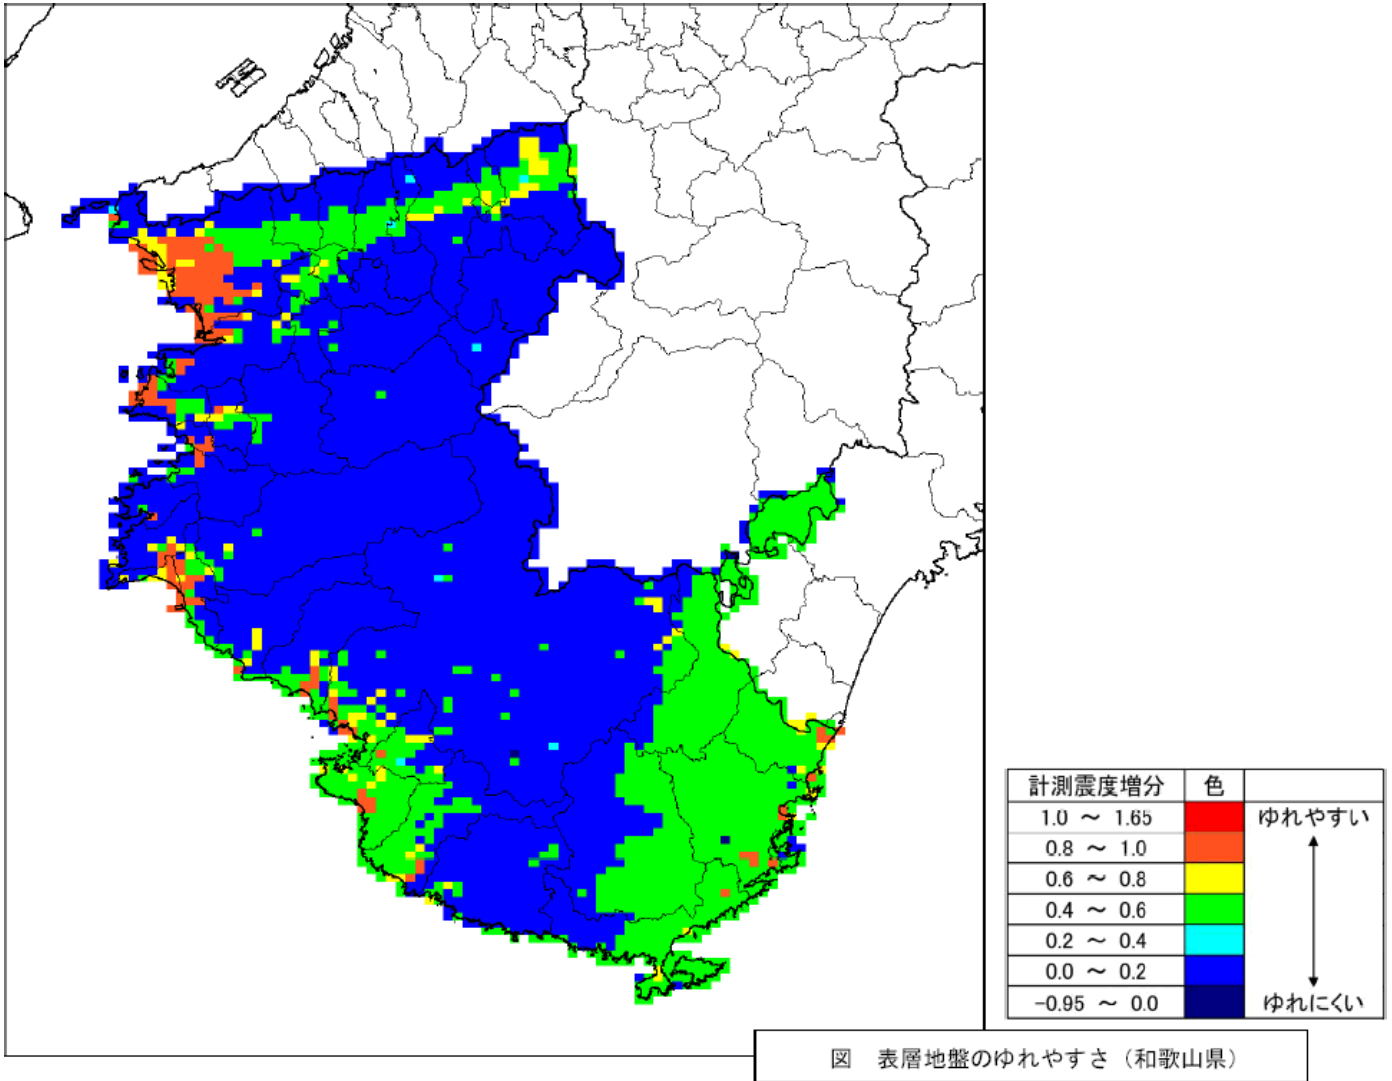 計測震度増分 色
1.0 ～ 1.65 ゆれやすい
0.8 ～ 1.0
0.6 ～ 0.8
0.4 ～ 0.6
0.2 ～ 0.4
0.0 ～ 0.2
-0.95 ～ 0.0 ゆれにくい
図 表層地盤のゆれやすさ（和歌山県）